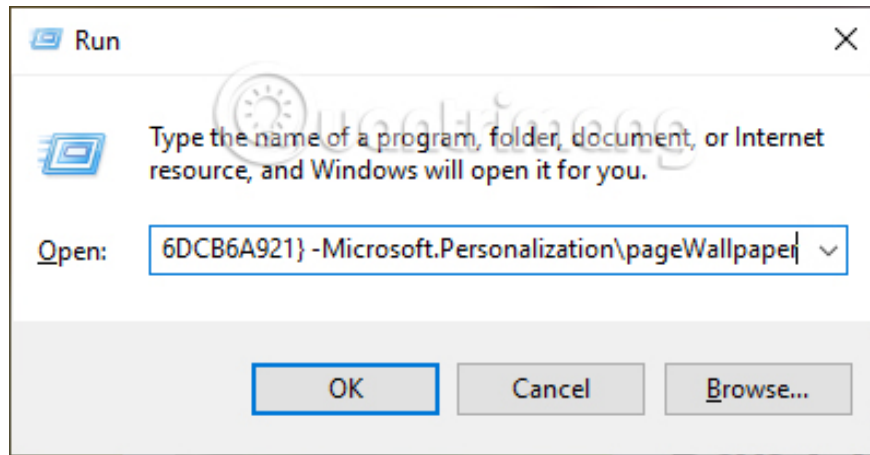 Run
Quantrimang
Type the name of a program, folder, document, or Internet
resource, and Windows will open it for you.
Open: 6DCB6A921} -Microsoft.Personalization\pageWallpaper
OK Cancel Browse...